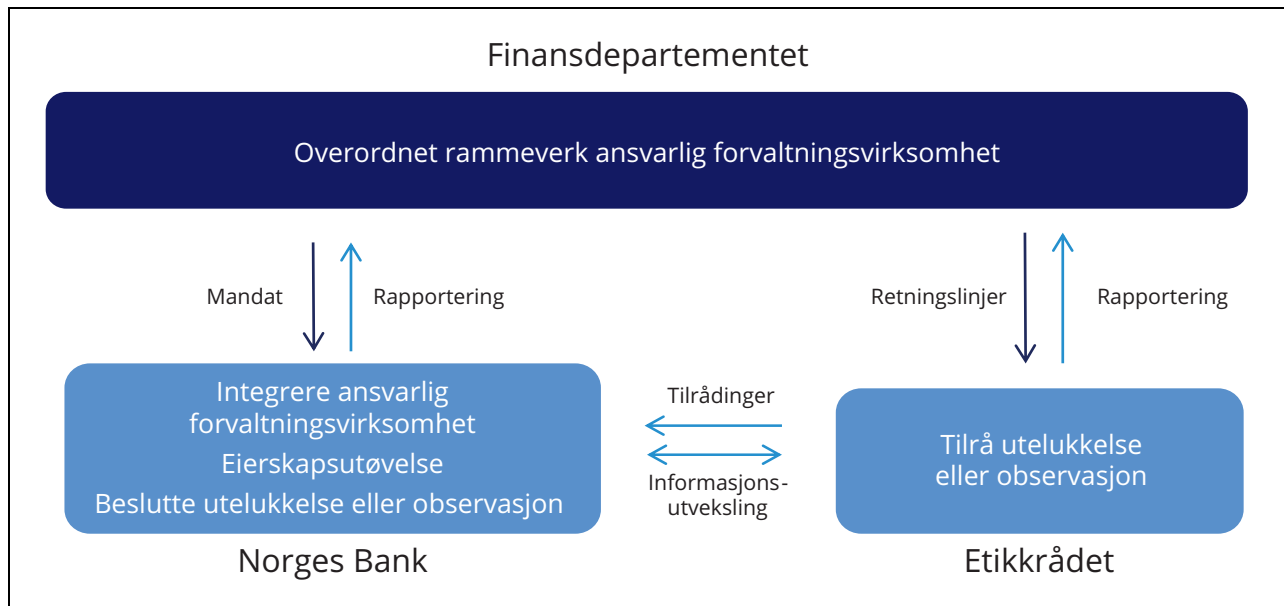 Finansdepartementet
Overordnet rammeverk ansvarlig forvaltningsvirksomhet
Mandat
Rapportering
Retningslinjer
Rapportering
Integrere ansvarlig
forvaltningsvirksomhet
Eierskapsutøvelse
Beslutte utelukkelse eller observasjon
Tilrådinger
Informasjons-
utveksling
Tilrå utelukkelse
eller observasjon
Norges Bank
Etikkrådet